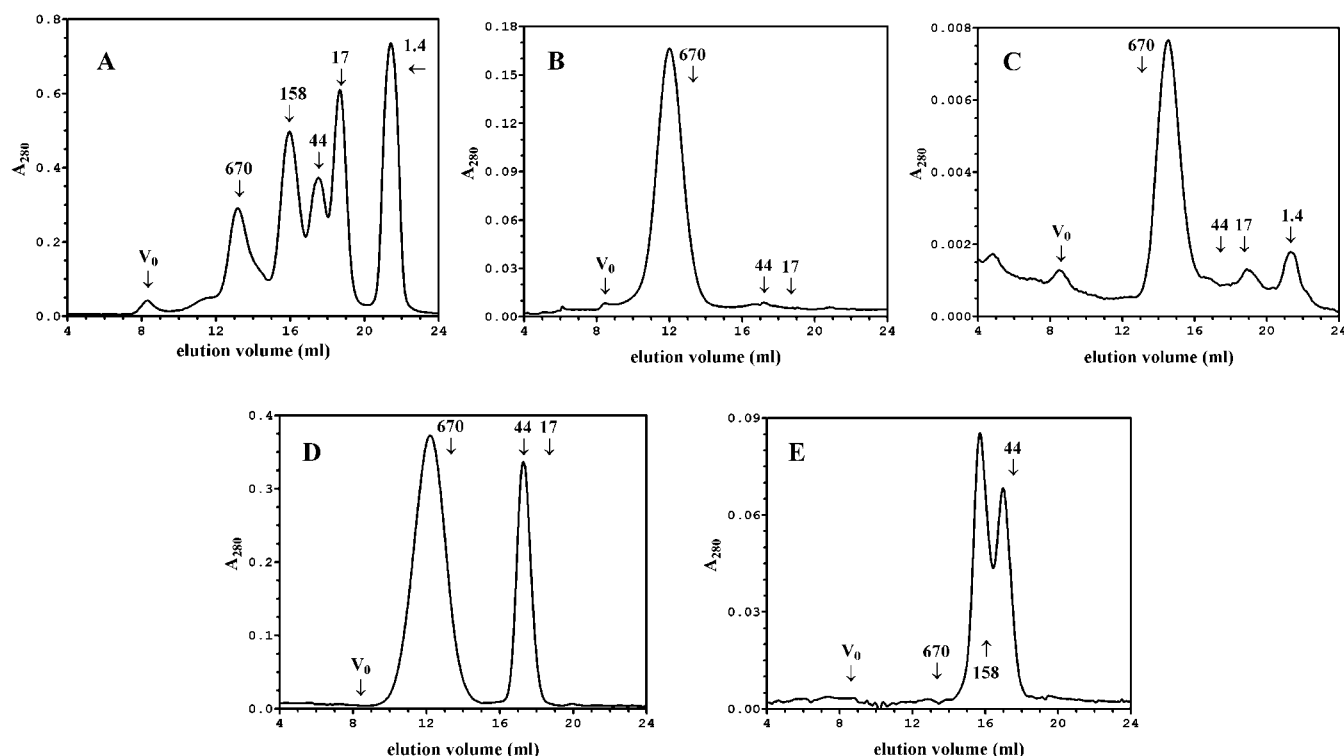 A
0.8
0.6
0.4
0.2
0.0
A280
V0
↓
670
↓
158
↓
44
↓
17
↓
1.4
←
4 8 12 16 20 24
elution volume (ml)
B
0.18
0.15
0.12
0.09
0.06
0.03
0.00
A280
V0
↓
670
↓
44
↓
17
↓
4 8 12 16 20 24
elution volume (ml)
C
0.008
0.006
0.004
0.002
0.000
A280
V0
↓
670
↓
44
↓
17
↓
1.4
↓
4 8 12 16 20 24
elution volume (ml)
D
0.4
0.3
0.2
0.1
0.0
A280
V0
↓
670
↓
44
↓
17
↓
4 8 12 16 20 24
elution volume (ml)
E
0.09
0.06
0.03
0.00
A280
V0
↓
670
↓
↑
158
44
↓
4 8 12 16 20 24
elution volume (ml)